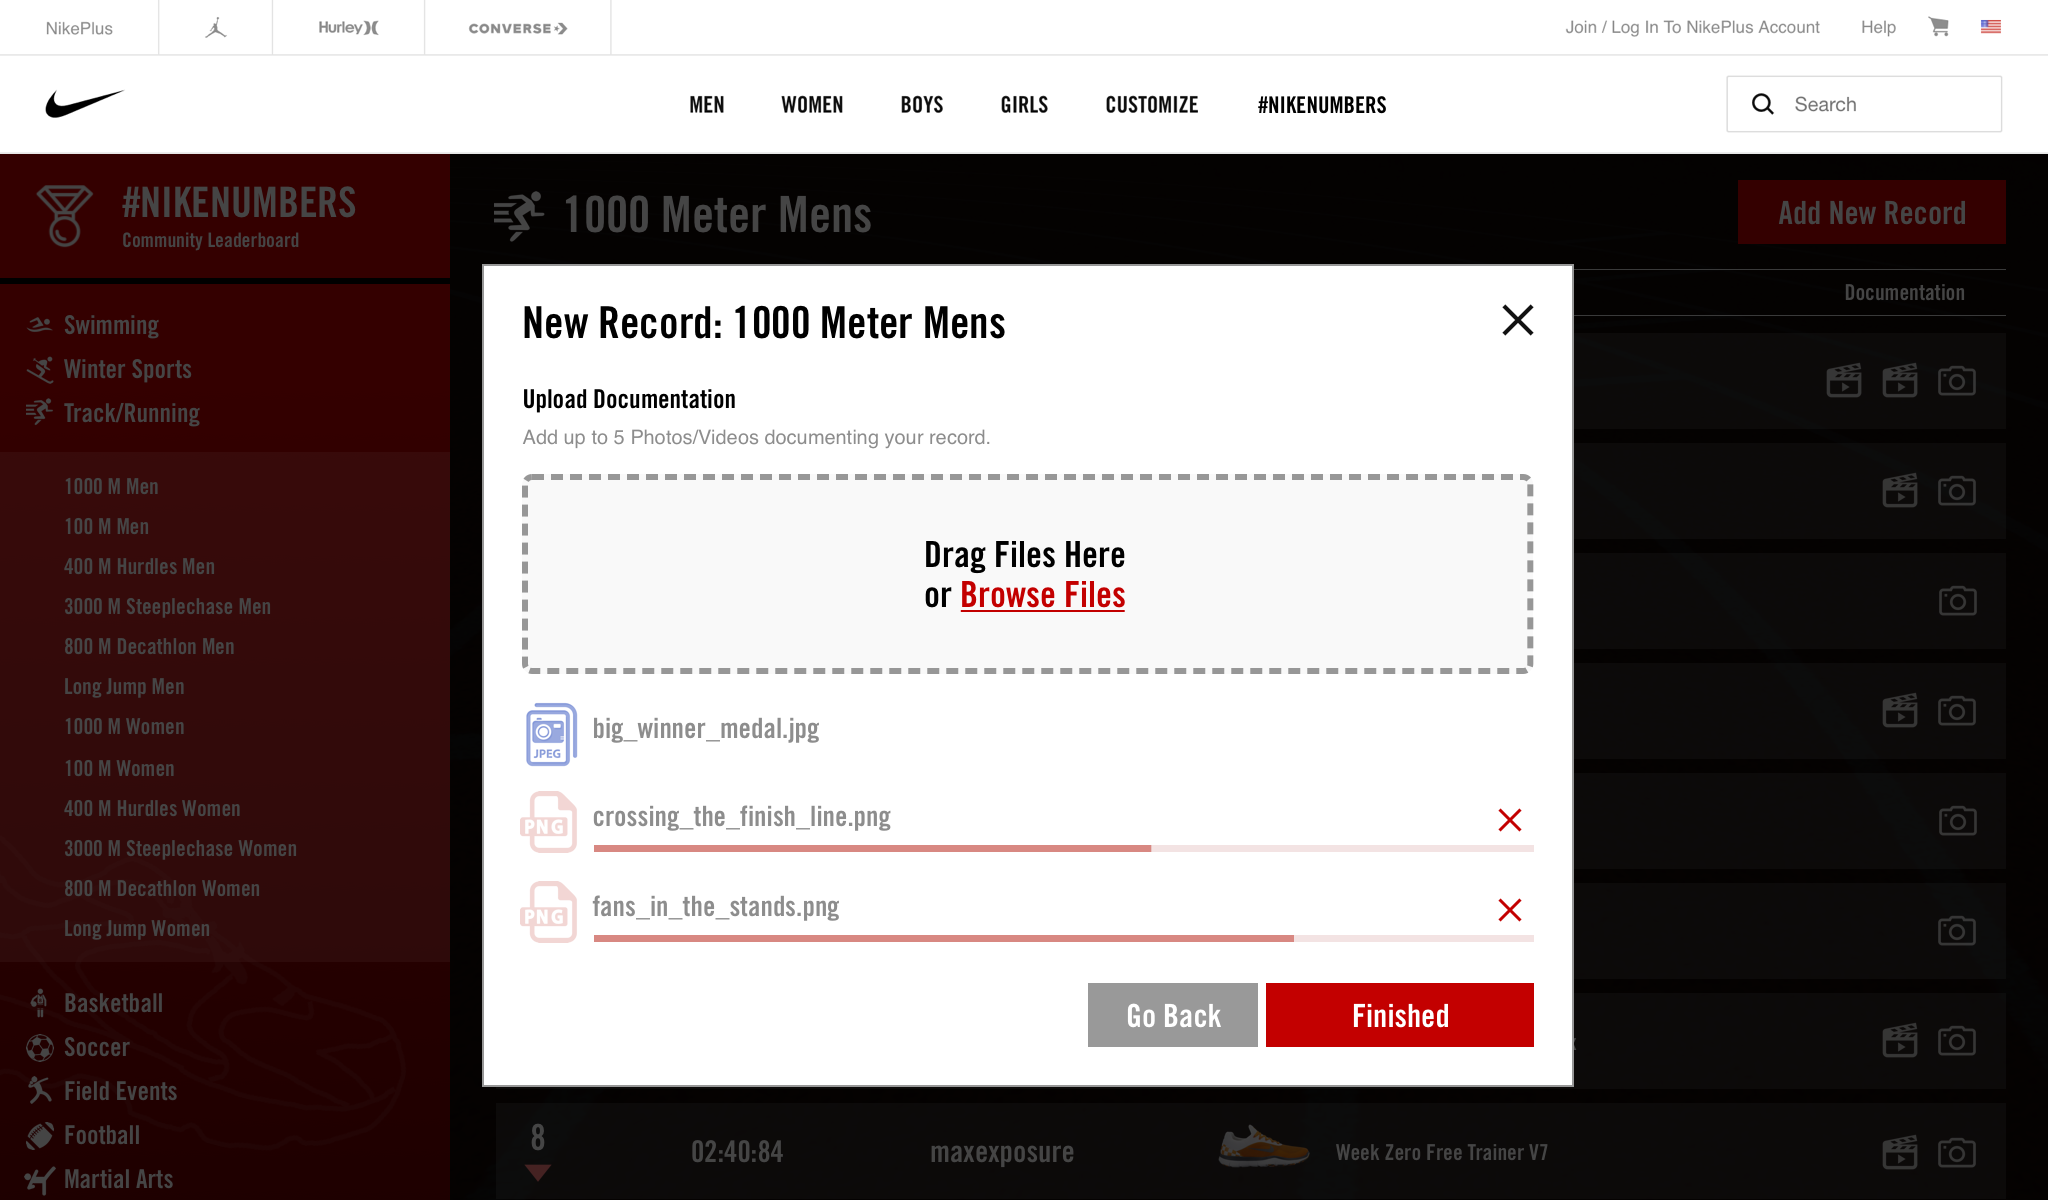 NikePlus
Hurley
CONVERSE
Join / Log In To NikePlus Account
Help
MEN
WOMEN
BOYS
GIRLS
CUSTOMIZE
#NIKENUMBERS
Search
#NIKENUMBERS
Community Leaderboard
Swimming
Winter Sports
Track/Running
1000 M Men
100 M Men
400 M Hurdles Men
3000 M Steeplechase Men
800 M Decathlon Men
Long Jump Men
1000 M Women
100 M Women
400 M Hurdles Women
3000 M Steeplechase Women
800 M Decathlon Women
Long Jump Women
Basketball
Soccer
Field Events
Football
Martial Arts
1000 Meter Mens
Add New Record
Documentation
New Record: 1000 Meter Mens
Upload Documentation
Add up to 5 Photos/Videos documenting your record.
Drag Files Here
or Browse Files
JPEG
big_winner_medal.jpg
PNG
crossing_the_finish_line.png
PNG
fans_in_the_stands.png
Go Back
Finished
8
02:40:84
maxexposure
Week Zero Free Trainer V7